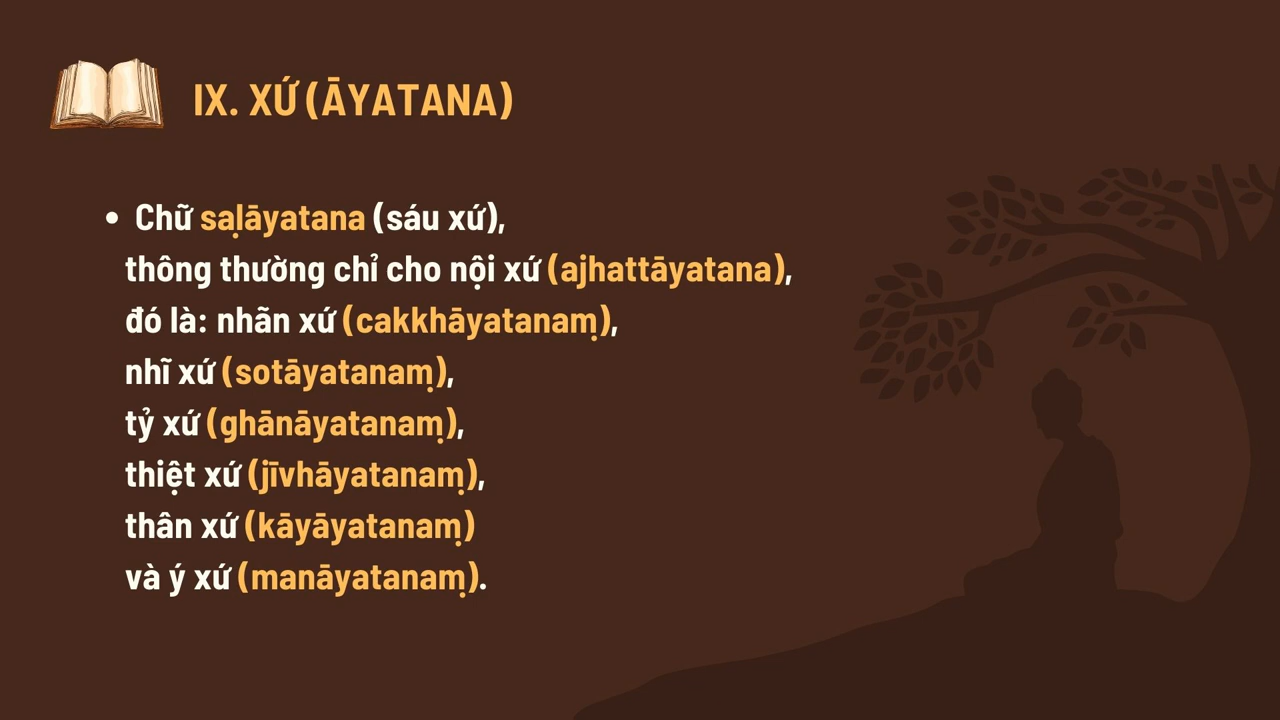 IX. XỨ (ĀYATANA)
• Chữ saḷāyatana (sáu xứ),
thông thường chỉ cho nội xứ (ajhattāyatana),
đó là: nhãn xứ (cakkhāyatanaṃ),
nhĩ xứ (sotāyatanaṃ),
tỷ xứ (ghānāyatanaṃ),
thiệt xứ (jīvhāyatanaṃ),
thân xứ (kāyāyatanaṃ)
và ý xứ (manāyatanaṃ).